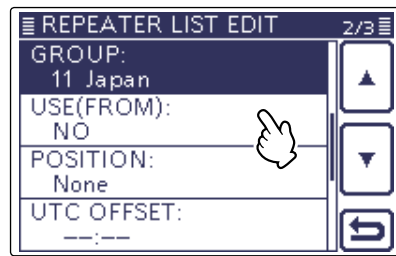 REPEATER LIST EDIT 2/3
GROUP:
11 Japan
USE(FROM):
NO
POSITION:
None
UTC OFFSET:
--:--